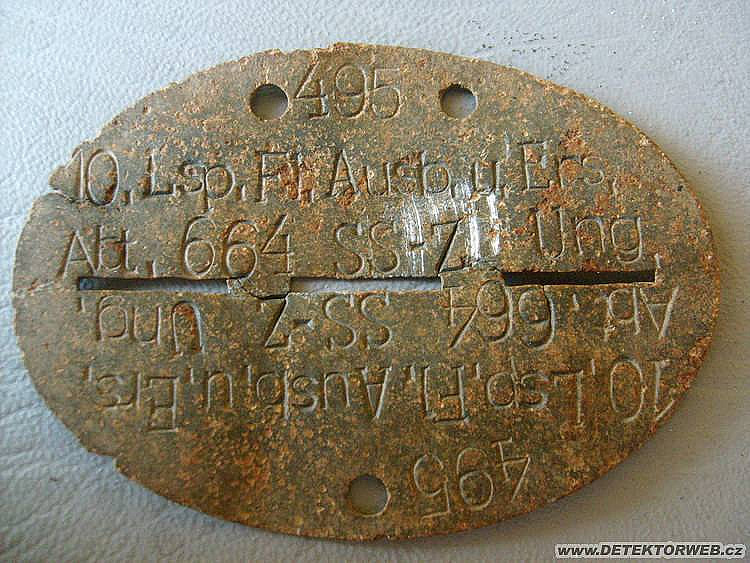 495
10, Lsp, Fl, Ausb, u, Ers,
Abt, 664 SS-Z, Ung,
Abt, 664 SS-Z, Ung,
10, Lsp, Fl, Ausb, u, Ers,
495
www.DETEKTORWEB.cz